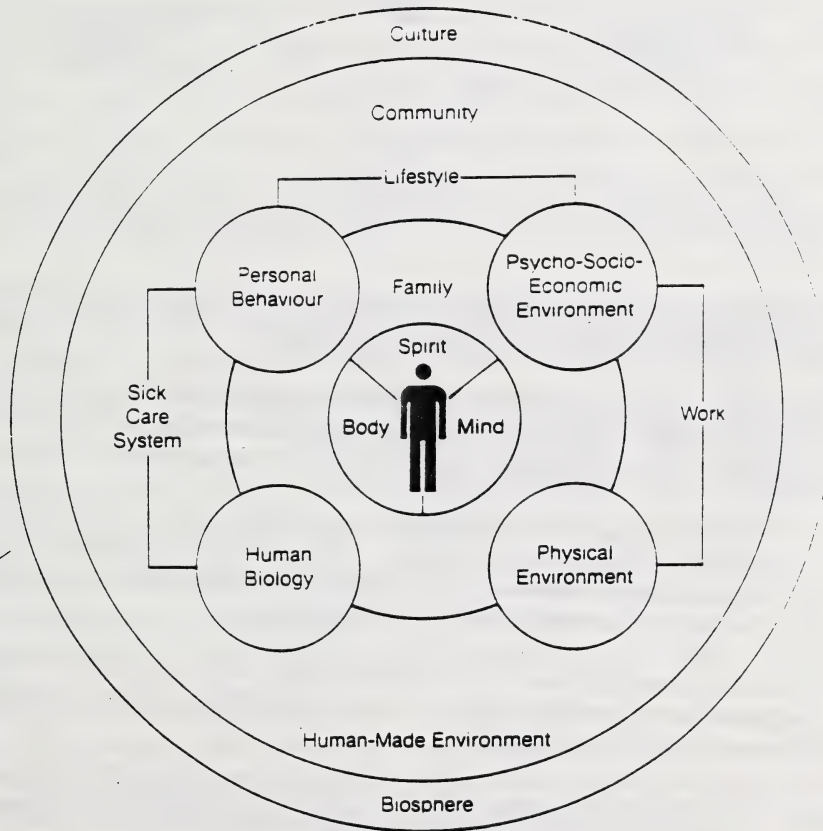 Culture
Community
Lifestyle
Personal
Behaviour
Family
Psycho-Socio-
Economic
Environment
Spirit
Body
Mind
Sick
Care
System
Work
Human
Biology
Physical
Environment
Human-Made Environment
Biosphere